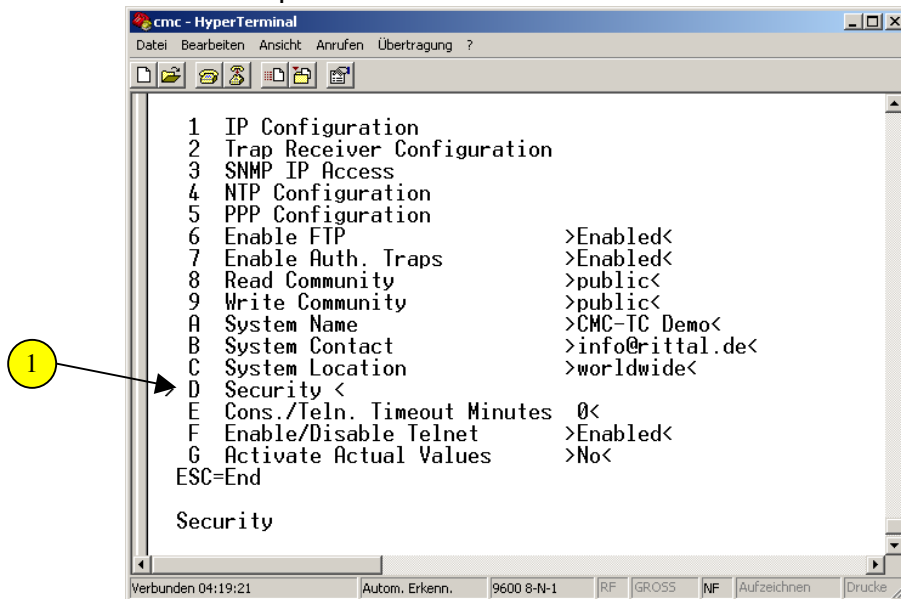 cmc - HyperTerminal
Datei Bearbeiten Ansicht Anrufen Übertragung ?
1 IP Configuration
2 Trap Receiver Configuration
3 SNMP IP Access
4 NTP Configuration
5 PPP Configuration
6 Enable FTP >Enabled<
7 Enable Auth. Traps >Enabled<
8 Read Community >public<
9 Write Community >public<
A System Name >CMC-TC Demo<
B System Contact >info@rittal.de<
C System Location >worldwide<
1
> D Security <
E Cons./Teln. Timeout Minutes 0<
F Enable/Disable Telnet >Enabled<
G Activate Actual Values >No<
ESC=End
Security
Verbunden 04:19:21 Autom. Erkenn. 9600 8-N-1 RF GROSS NF Aufzeichnen Drucke